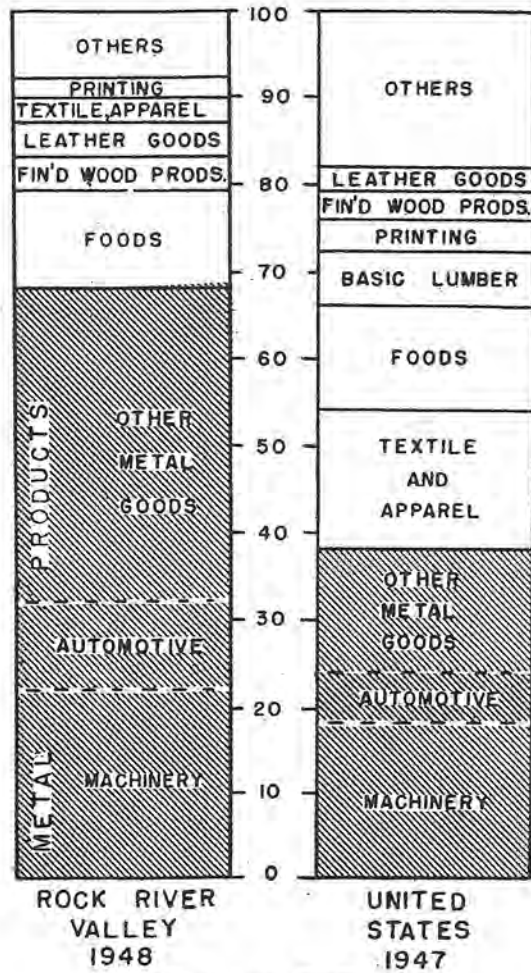 OTHERS
PRINTING
TEXTILE, APPAREL
LEATHER GOODS
FIN'D WOOD PRODS.
FOODS
OTHER
METAL
GOODS
AUTOMOTIVE
MACHINERY
METAL PRODUCTS
ROCK RIVER
VALLEY
1948
100
90
80
70
60
50
40
30
20
10
0
OTHERS
LEATHER GOODS
FIN'D WOOD PRODS.
PRINTING
BASIC LUMBER
FOODS
TEXTILE
AND
APPAREL
OTHER
METAL
GOODS
AUTOMOTIVE
MACHINERY
UNITED
STATES
1947